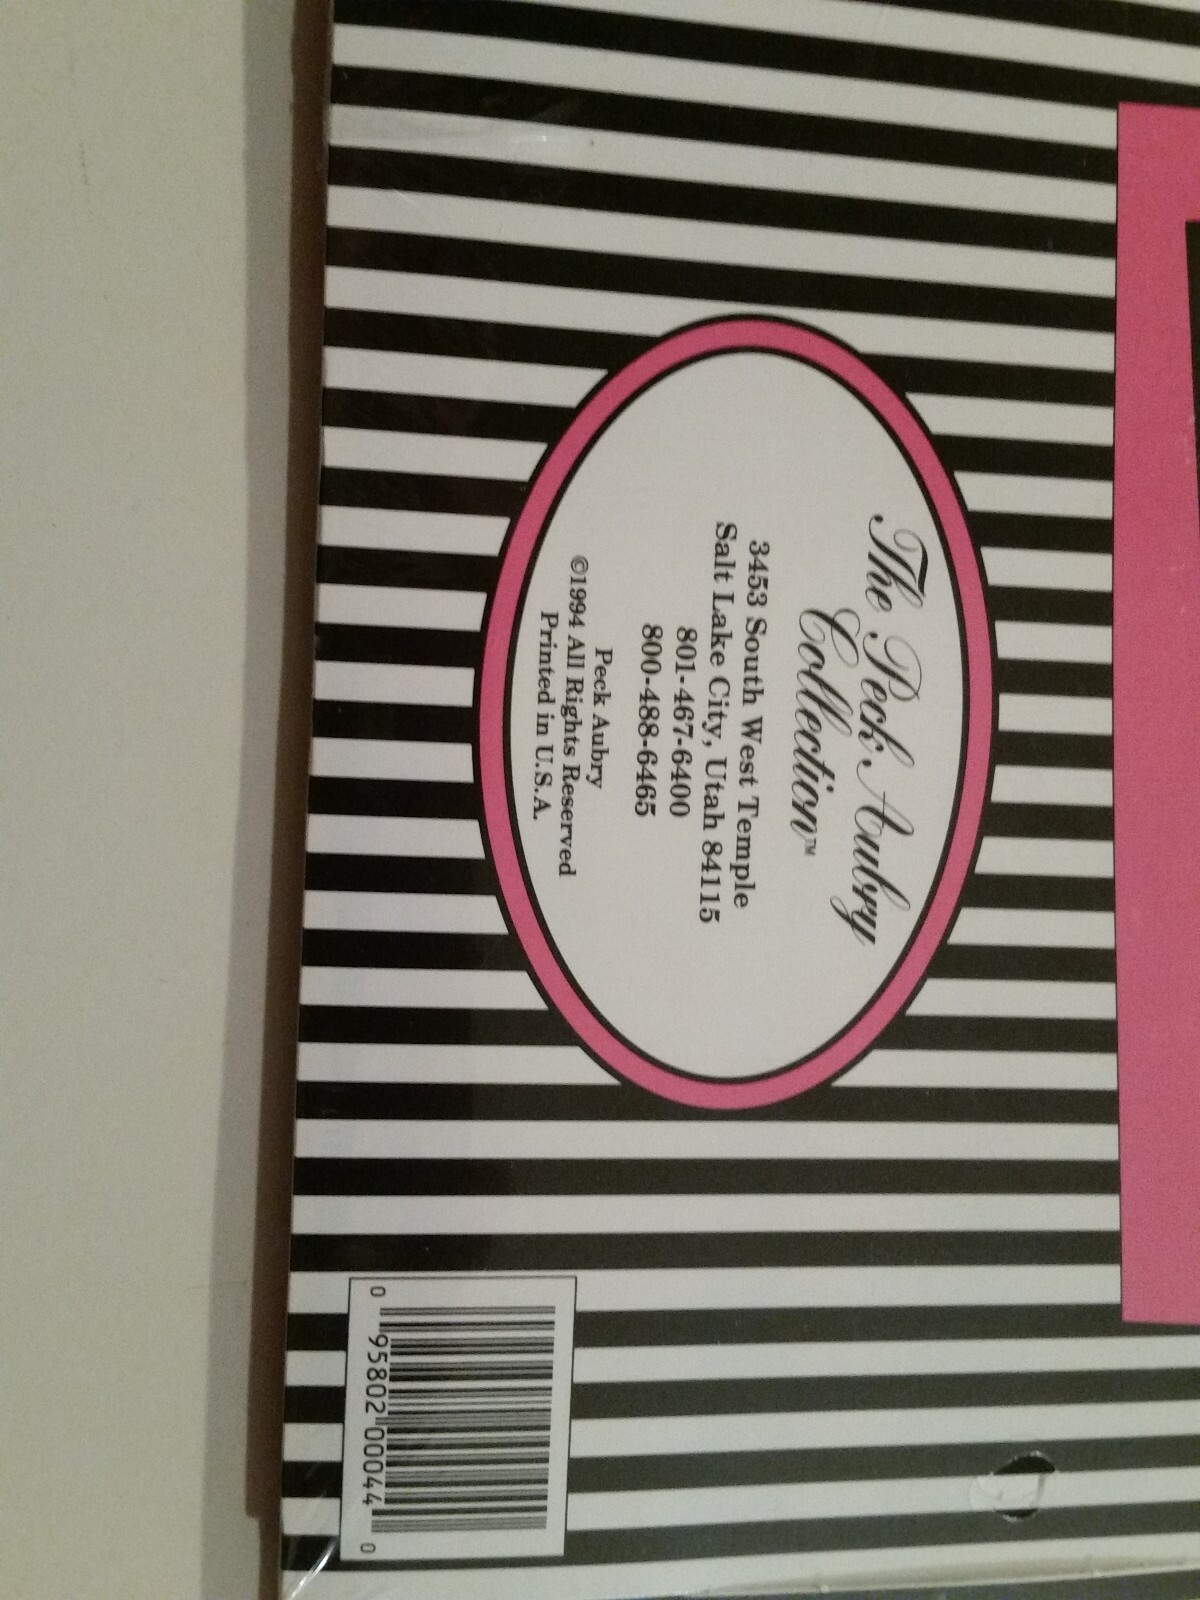 The Peck Aubry
Collection™
3453 South West Temple
Salt Lake City, Utah 84115
801-467-6400
800-488-6465
Peck Aubry
©1994 All Rights Reserved
Printed in U.S.A.
0 95802 00044 0